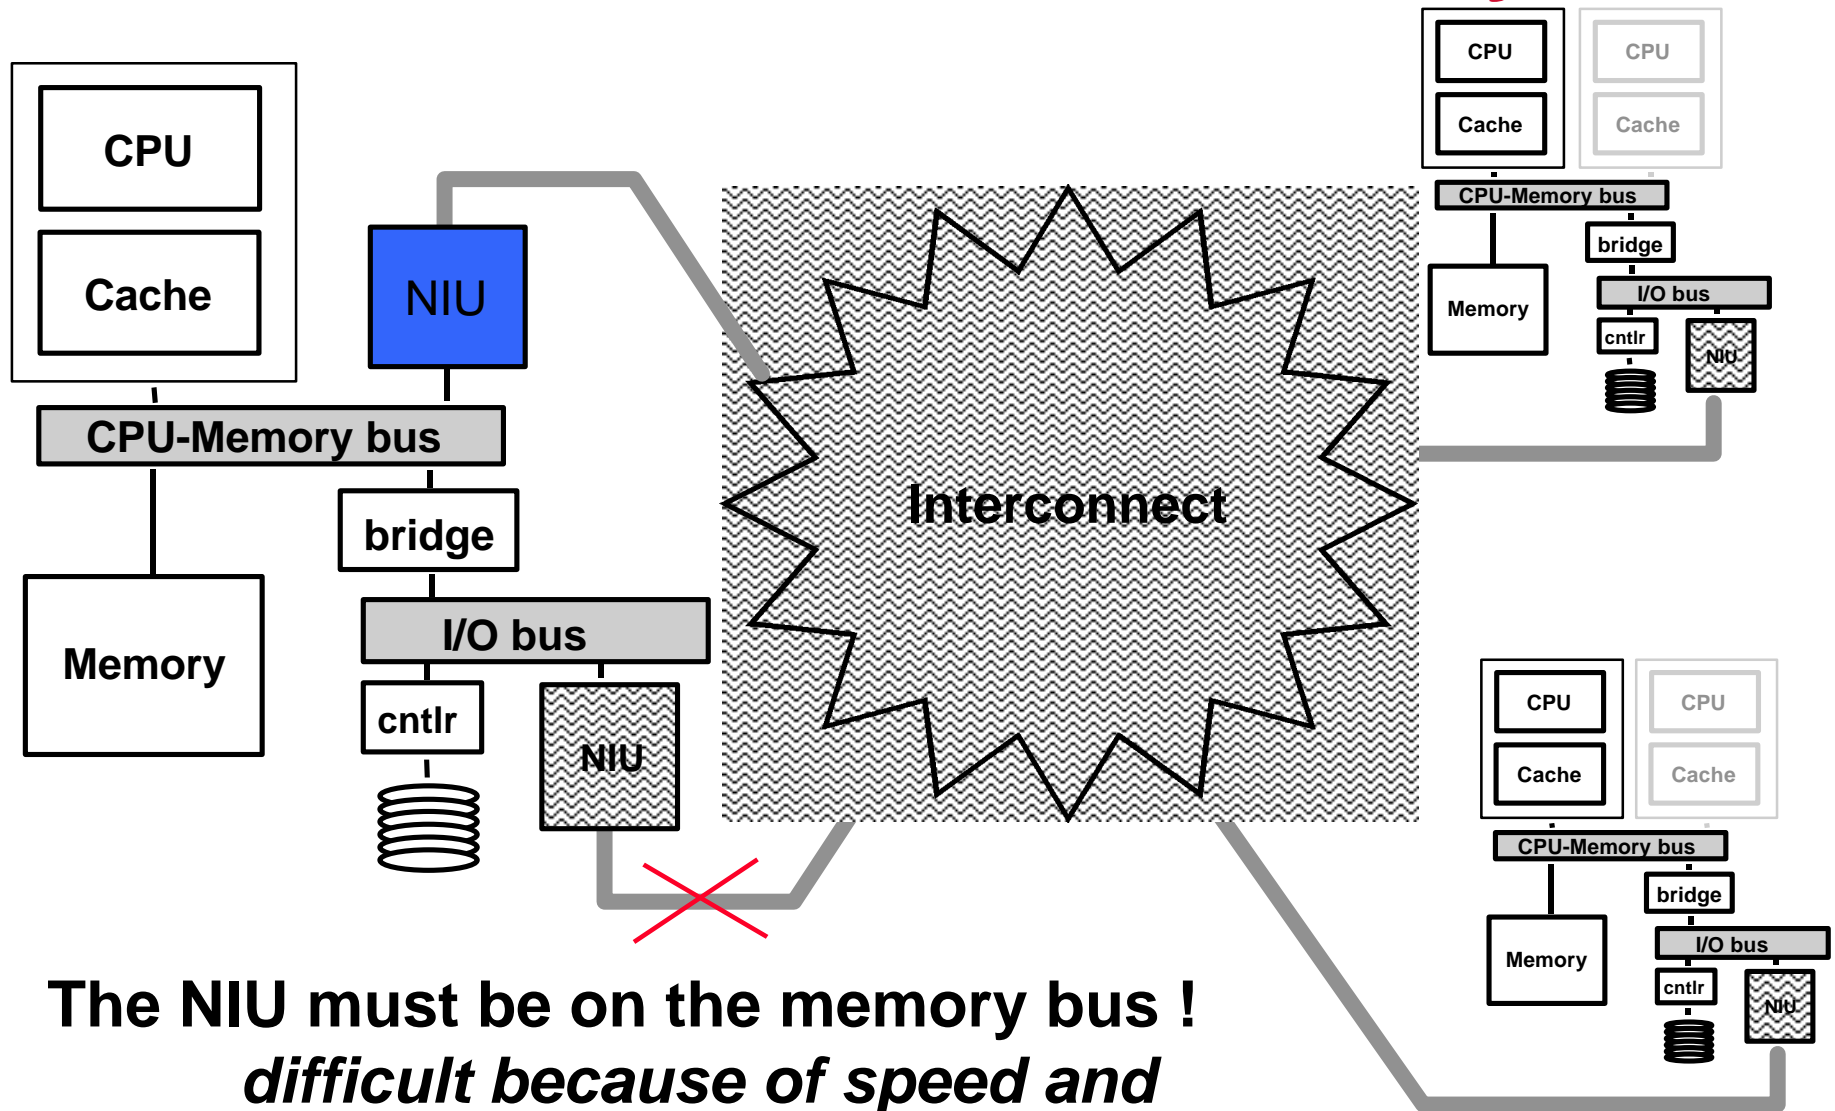 CPU
Cache
NIU
CPU-Memory bus
bridge
Memory
I/O bus
cntlr
NIU
Interconnect
CPU
CPU
Cache
Cache
CPU-Memory bus
bridge
Memory
I/O bus
cntlr
NIU
CPU
CPU
Cache
Cache
CPU-Memory bus
bridge
Memory
I/O bus
cntlr
NIU
The NIU must be on the memory bus !
difficult because of speed and